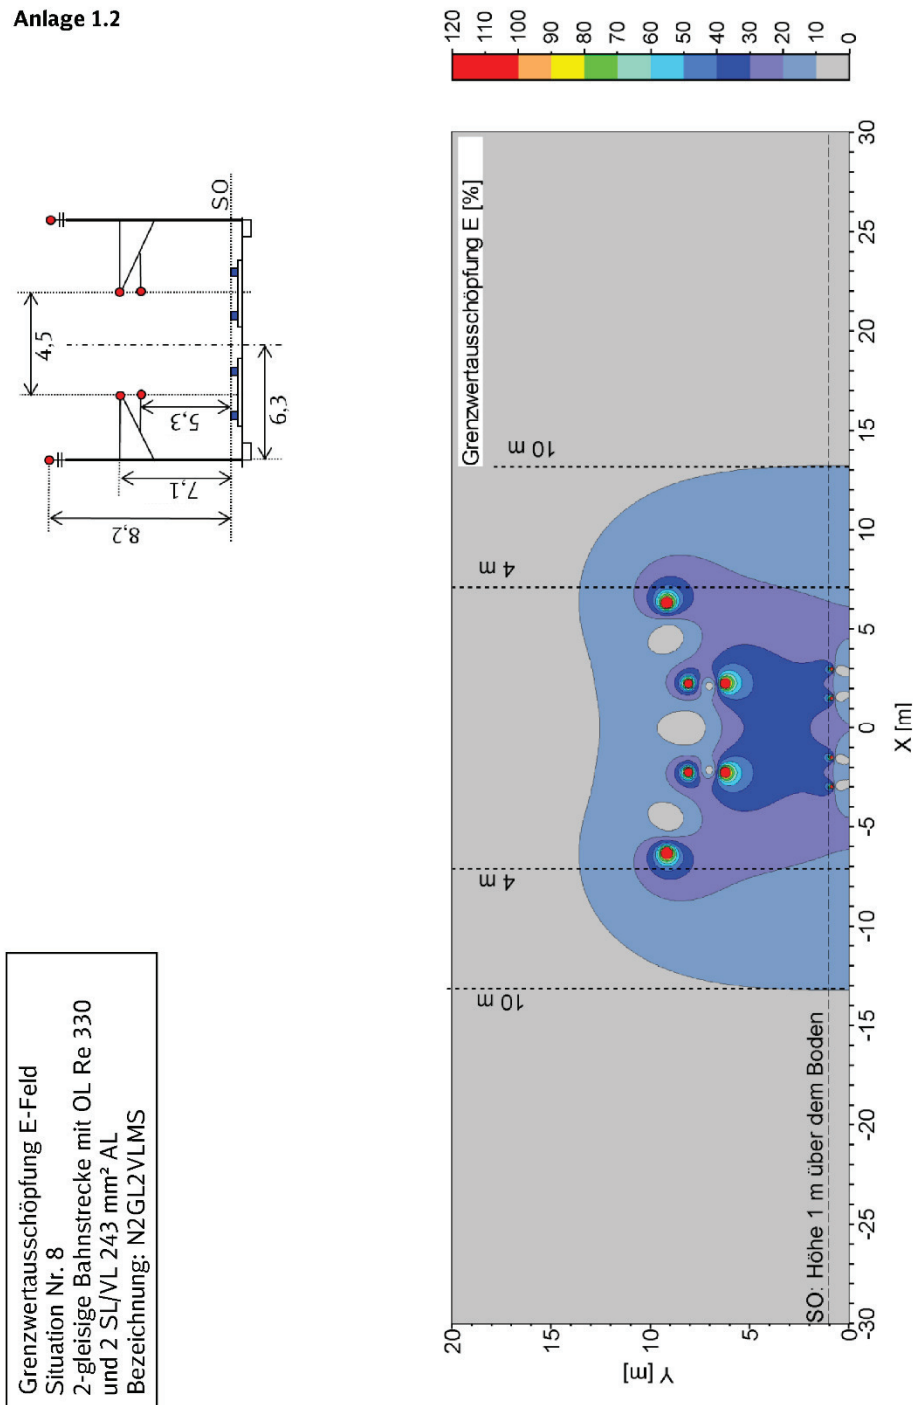 Anlage 1.2
Grenzwertausschöpfung E-Feld
Situation Nr. 8
2-gleisige Bahnstrecke mit OL Re 330
und 2 SL/VL 243 mm² AL
Bezeichnung: N2GL2VLMS
SO
4,5
5,3
6,3
7,1
8,2
Grenzwertausschöpfung E [%]
120
110
100
90
80
70
60
50
40
30
20
10
0
10 m
4 m
4 m
10 m
SO: Höhe 1 m über dem Boden
Y [m]
20
15
10
5
0
-30
-25
-20
-15
-10
-5
0
5
10
15
20
25
30
X [m]